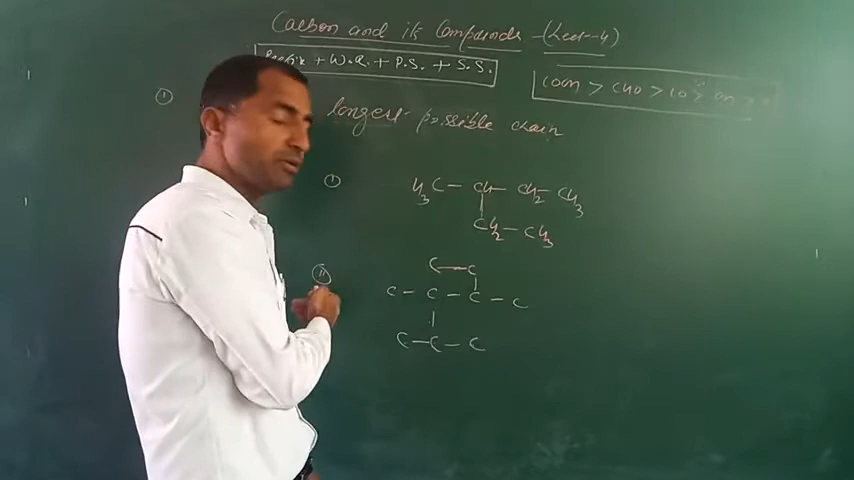 Carbon and its Compounds (Lect-4)
Prefix + W.R. + P.S. + S.S.
COOH > CHO > CO > OH >
①
longest possible chain
① H3C - CH - CH2 - CH3
CH2 - CH3
② C - C
C - C - C - C
C - C - C